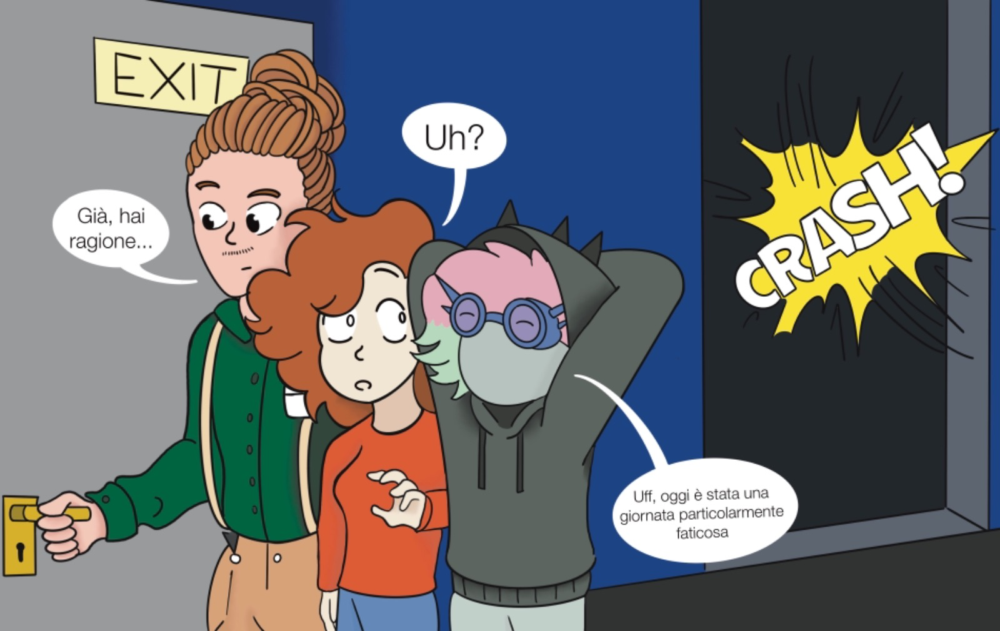 EXIT
Già, hai
ragione...
Uh?
CRASH!
Uff, oggi è stata una
giornata particolarmente
faticosa